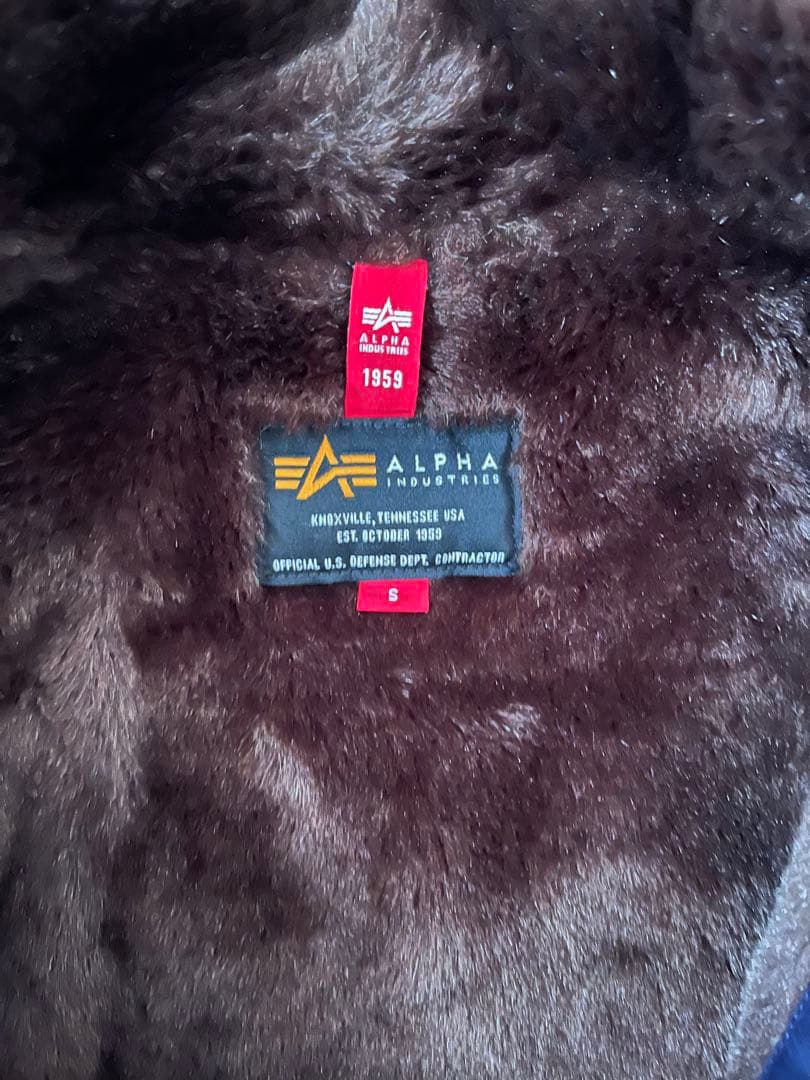 ALPHA
INDUSTRIES
1959
ALPHA
INDUSTRIES
KNOXVILLE, TENNESSEE USA
EST. OCTOBER 1959
OFFICIAL U.S. DEFENSE DEPT. CONTRACTOR
S